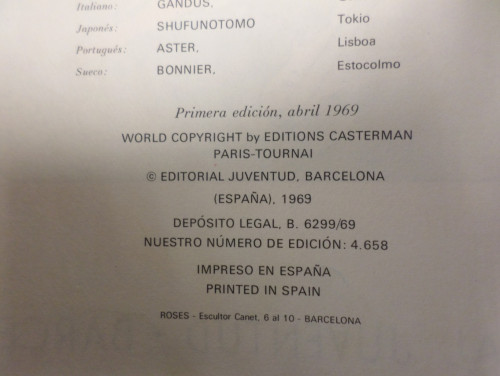 Italiano: GANDUS,
Japonés: SHUFUNOTOMO Tokio
Portugués: ASTER, Lisboa
Sueco: BONNIER, Estocolmo
Primera edición, abril 1969
WORLD COPYRIGHT by EDITIONS CASTERMAN
PARIS-TOURNAI
© EDITORIAL JUVENTUD, BARCELONA
(ESPAÑA), 1969
DEPÓSITO LEGAL, B. 6299/69
NUESTRO NÚMERO DE EDICIÓN: 4.658
IMPRESO EN ESPAÑA
PRINTED IN SPAIN
ROSES - Escultor Canet, 6 al 10 - BARCELONA